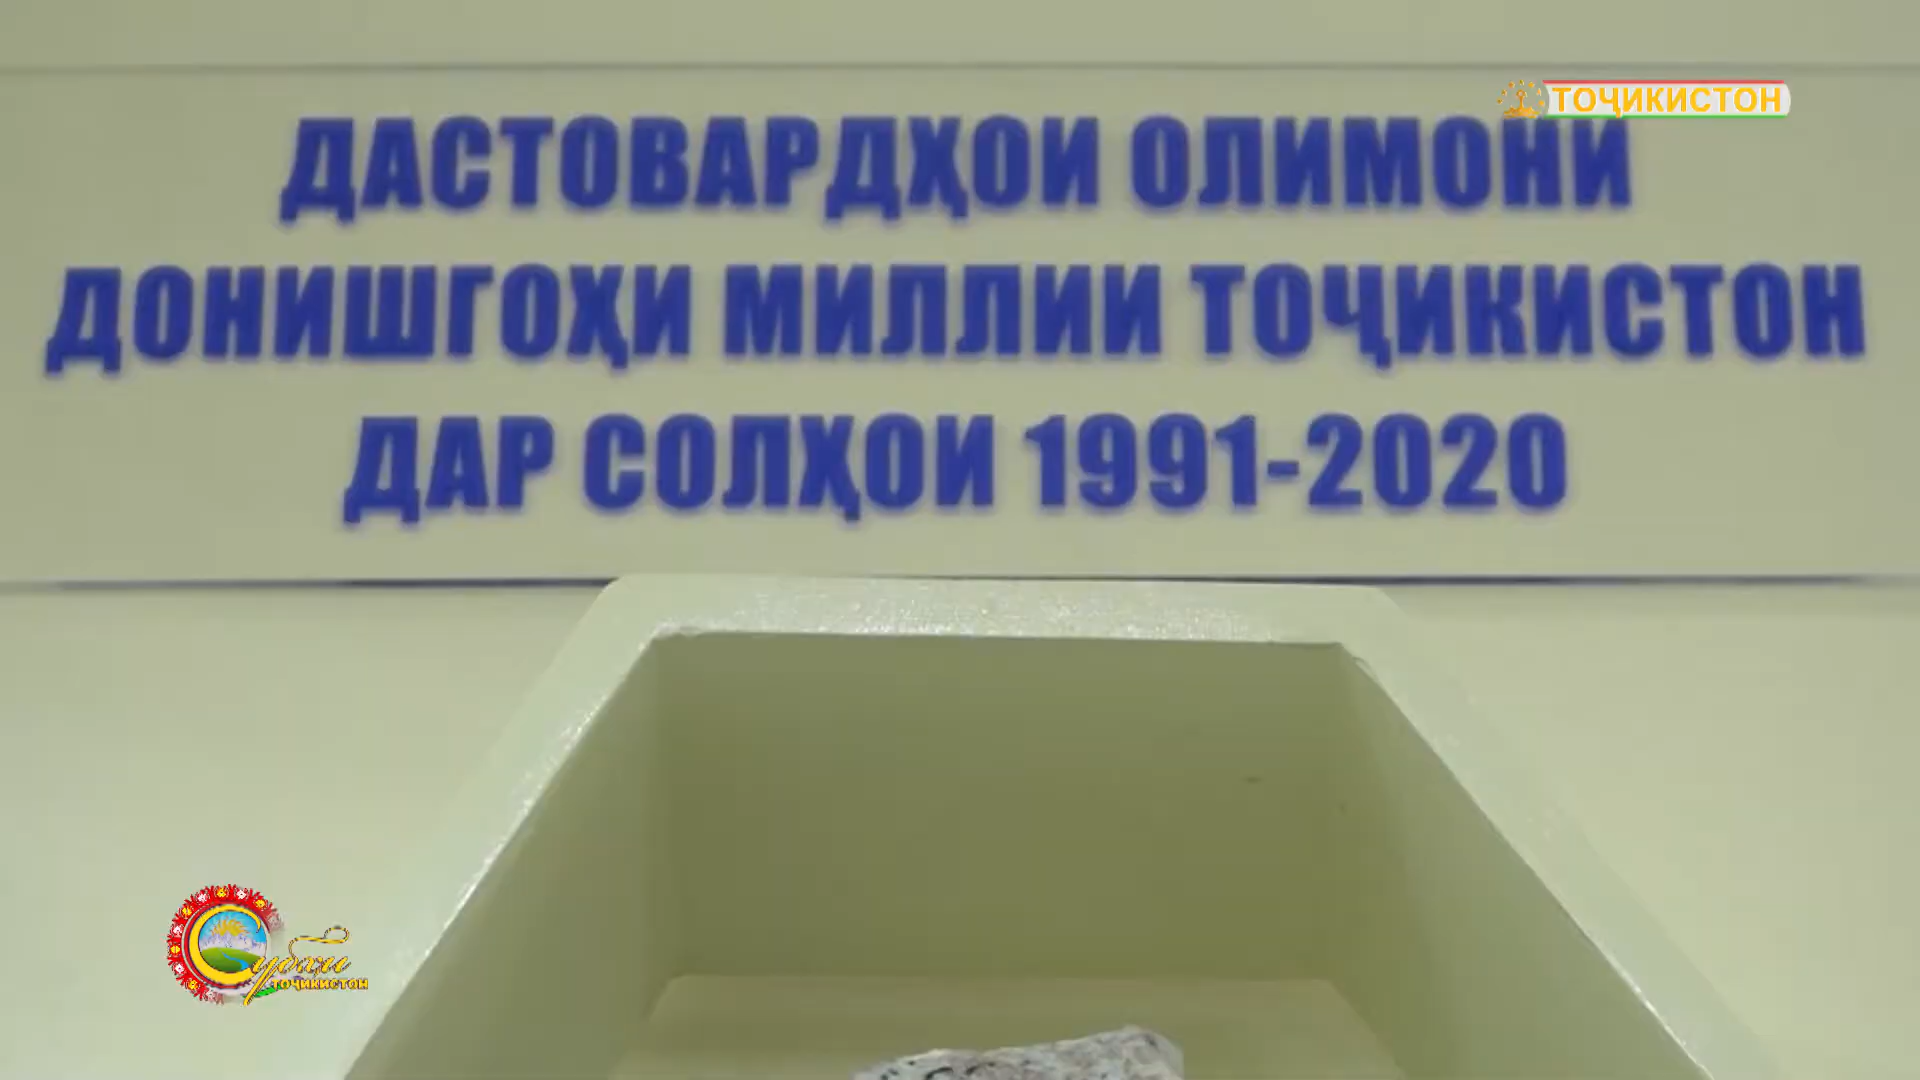 ТОҶИКИСТОН
ДАСТОВАРДҲОИ ОЛИМОНИ
ДОНИШГОҲИ МИЛЛИИ ТОҶИКИСТОН
ДАР СОЛҲОИ 1991-2020
Субҳи
ТОҶИКИСТОН